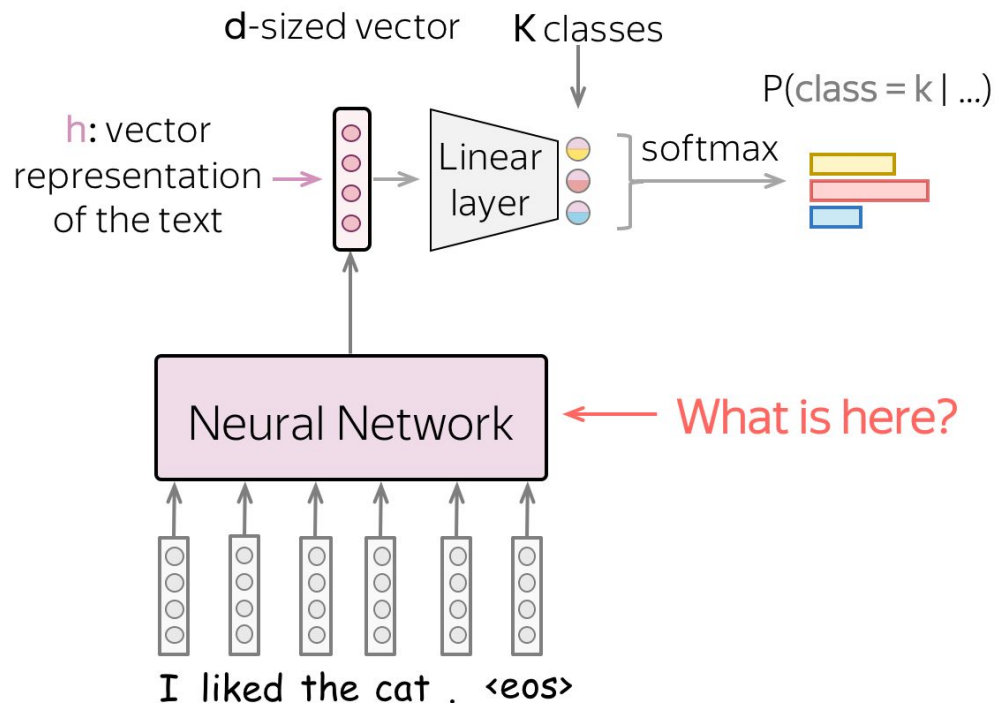 d-sized vector
K classes
P(class = k | ...)
h: vector
representation
of the text
Linear
layer
softmax
Neural Network
What is here?
I liked the cat . <eos>